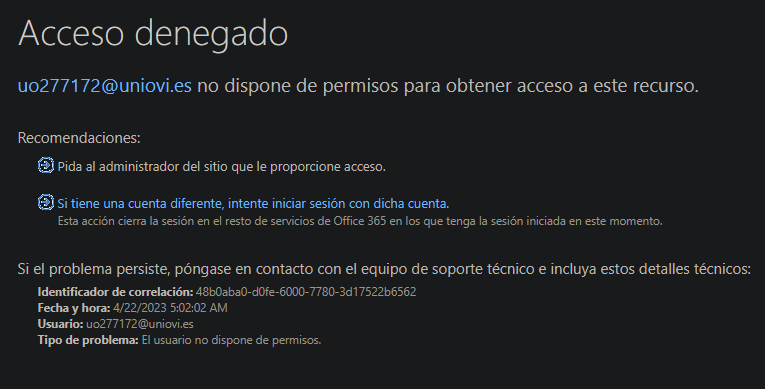 Acceso denegado
uo277172@uniovi.es no dispone de permisos para obtener acceso a este recurso.
Recomendaciones:
Pida al administrador del sitio que le proporcione acceso.
Si tiene una cuenta diferente, intente iniciar sesión con dicha cuenta.
Esta acción cierra la sesión en el resto de servicios de Office 365 en los que tenga la sesión iniciada en este momento.
Si el problema persiste, póngase en contacto con el equipo de soporte técnico e incluya estos detalles técnicos:
Identificador de correlación: 48b0aba0-d0fe-6000-7780-3d17522b6562
Fecha y hora: 4/22/2023 5:02:02 AM
Usuario: uo277172@uniovi.es
Tipo de problema: El usuario no dispone de permisos.